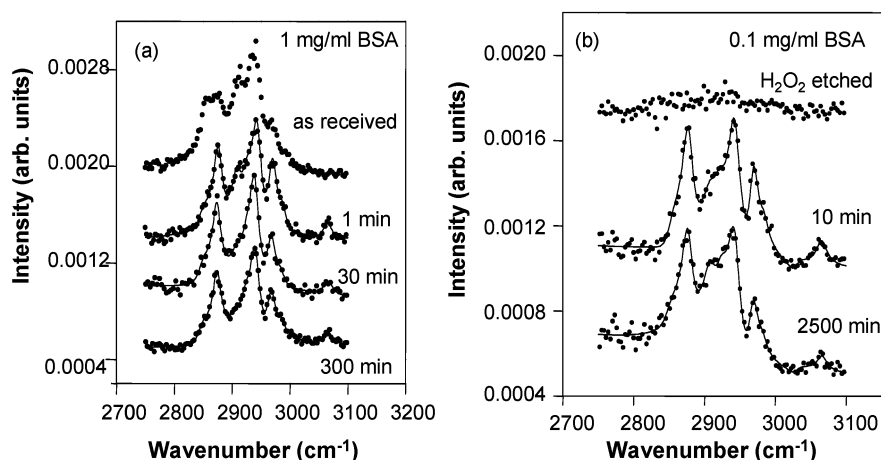 (a)
1 mg/ml BSA
Intensity (arb. units)
0.0028
0.0020
0.0012
0.0004
as received
1 min
30 min
300 min
2700 2800 2900 3000 3100 3200
Wavenumber (cm⁻¹)
(b)
0.1 mg/ml BSA
H₂O₂ etched
Intensity (arb. units)
0.0020
0.0016
0.0012
0.0008
0.0004
10 min
2500 min
2700 2800 2900 3000 3100
Wavenumber (cm⁻¹)